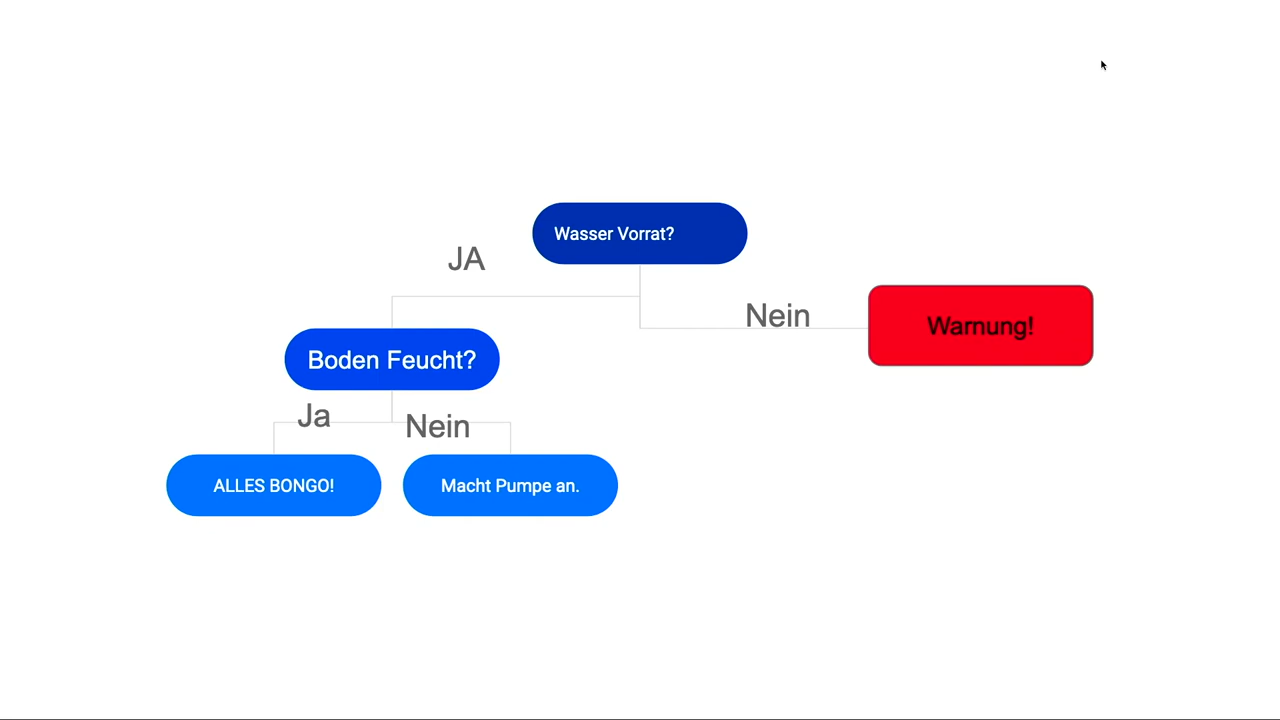 Wasser Vorrat?
JA
Nein
Warnung!
Boden Feucht?
Ja
Nein
ALLES BONGO!
Macht Pumpe an.